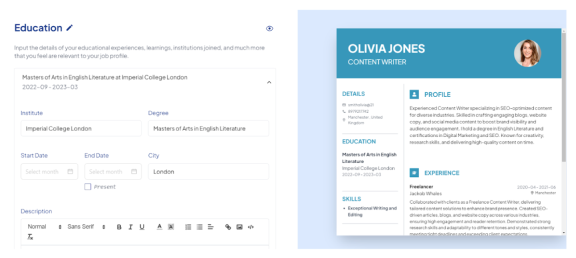 Education
Input the details of your educational experiences, learnings, institutions joined, and much more
that you feel are relevant to your job profile.
Masters of Arts in English Literature at Imperial College London
2022-09 - 2023-03
Institute
Degree
Imperial College London
Masters of Arts in English Literature
Start Date
End Date
City
Select month
Select month
London
Present
Description
Normal
Sans Serif
B I U A A
OLIVIA JONES
CONTENT WRITER
DETAILS
Manchester United
Kingdom
EDUCATION
Masters of Arts in English
Literature
Imperial College London
2022-09 - 2023-03
SKILLS
Exceptional Writing and
Editing
PROFILE
Experienced Content Writer specializing in SEO-optimized content
for diverse industries. Skilled in crafting engaging blogs, website
copy, and social media content to boost brand visibility and
audience engagement. Hold a degree in English Literature and
certifications in Digital Marketing and SEO. Known for creativity,
research skills, and delivering high-quality content on time.
EXPERIENCE
Freelancer
2020-09 - 2021-08
Jackab Whales
Manchester
Collaborated with clients as a Freelance Content Writer, delivering
tailored content solutions to enhance brand presence. Created SEO-
driven articles, blogs, and website copy across various industries,
ensuring high engagement and reader retention. Demonstrated strong
research skills and adaptability to different tones and styles, consistently
meeting tight deadlines and exceeding client expectations.